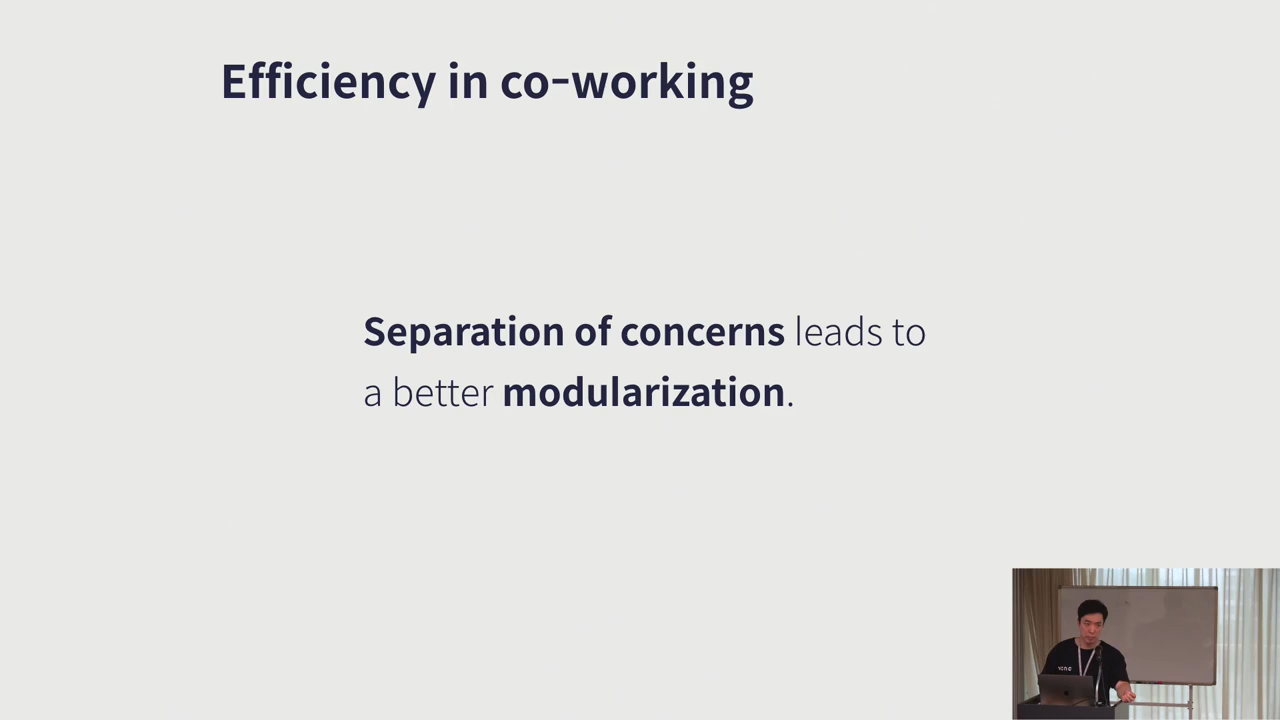 Efficiency in co-working
Separation of concerns leads to
a better modularization.